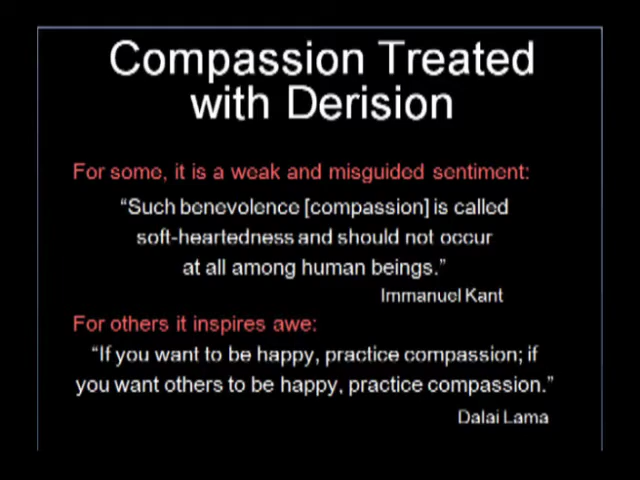 Compassion Treated
with Derision
For some, it is a weak and misguided sentiment:
“Such benevolence [compassion] is called
soft-heartedness and should not occur
at all among human beings.”
Immanuel Kant
For others it inspires awe:
“If you want to be happy, practice compassion; if
you want others to be happy, practice compassion.”
Dalai Lama